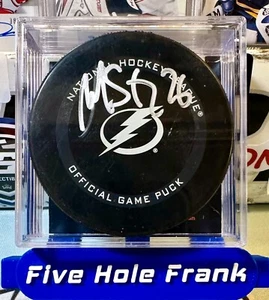 NATIONAL HOCKEY LEAGUE
OFFICIAL GAME PUCK
Five Hole Frank